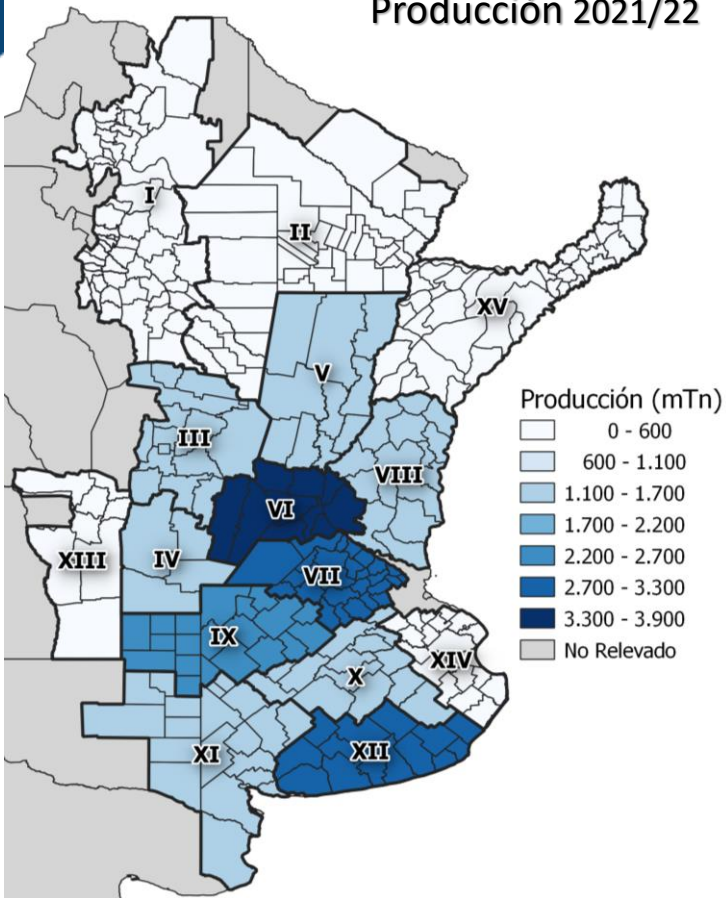 Producción 2021/22
I
II
XV
V
III
VIII
VI
XIII
IV
VII
IX
XIV
X
XI
XII
Producción (mTn)
0 - 600
600 - 1.100
1.100 - 1.700
1.700 - 2.200
2.200 - 2.700
2.700 - 3.300
3.300 - 3.900
No Relevado